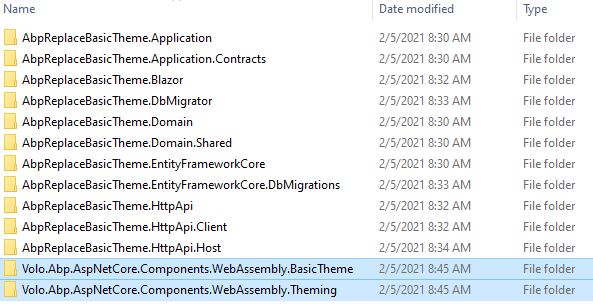 Name Date modified Type
AbpReplaceBasicTheme.Application 2/5/2021 8:30 AM File folder
AbpReplaceBasicTheme.Application.Contracts 2/5/2021 8:30 AM File folder
AbpReplaceBasicTheme.Blazor 2/5/2021 8:32 AM File folder
AbpReplaceBasicTheme.DbMigrator 2/5/2021 8:33 AM File folder
AbpReplaceBasicTheme.Domain 2/5/2021 8:30 AM File folder
AbpReplaceBasicTheme.Domain.Shared 2/5/2021 8:30 AM File folder
AbpReplaceBasicTheme.EntityFrameworkCore 2/5/2021 8:30 AM File folder
AbpReplaceBasicTheme.EntityFrameworkCore.DbMigrations 2/5/2021 8:33 AM File folder
AbpReplaceBasicTheme.HttpApi 2/5/2021 8:32 AM File folder
AbpReplaceBasicTheme.HttpApi.Client 2/5/2021 8:32 AM File folder
AbpReplaceBasicTheme.HttpApi.Host 2/5/2021 8:34 AM File folder
Volo.Abp.AspNetCore.Components.WebAssembly.BasicTheme 2/5/2021 8:45 AM File folder
Volo.Abp.AspNetCore.Components.WebAssembly.Theming 2/5/2021 8:45 AM File folder